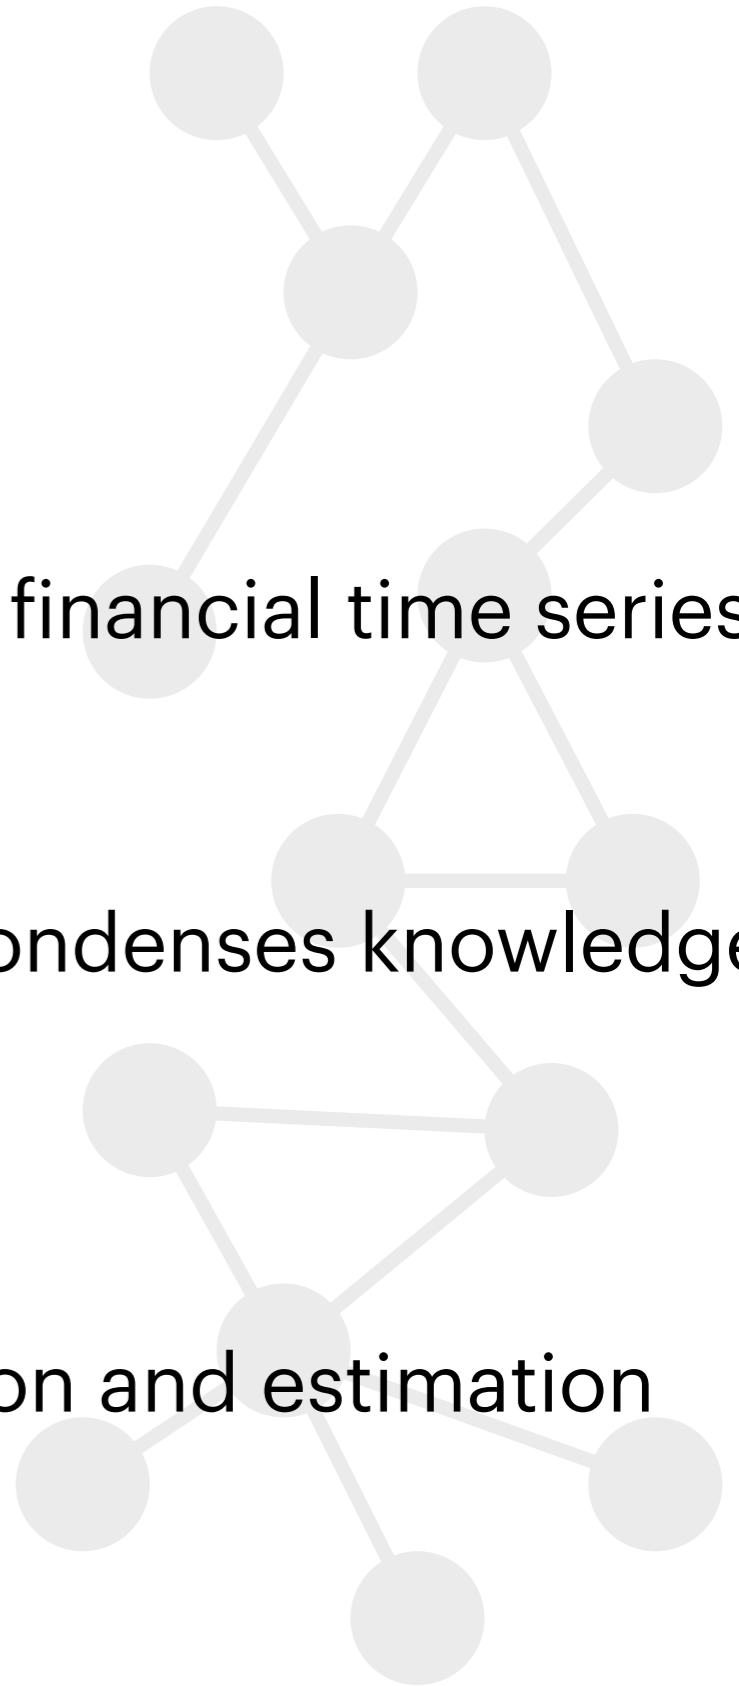 financial time series
ondenses knowledge
on and estimation